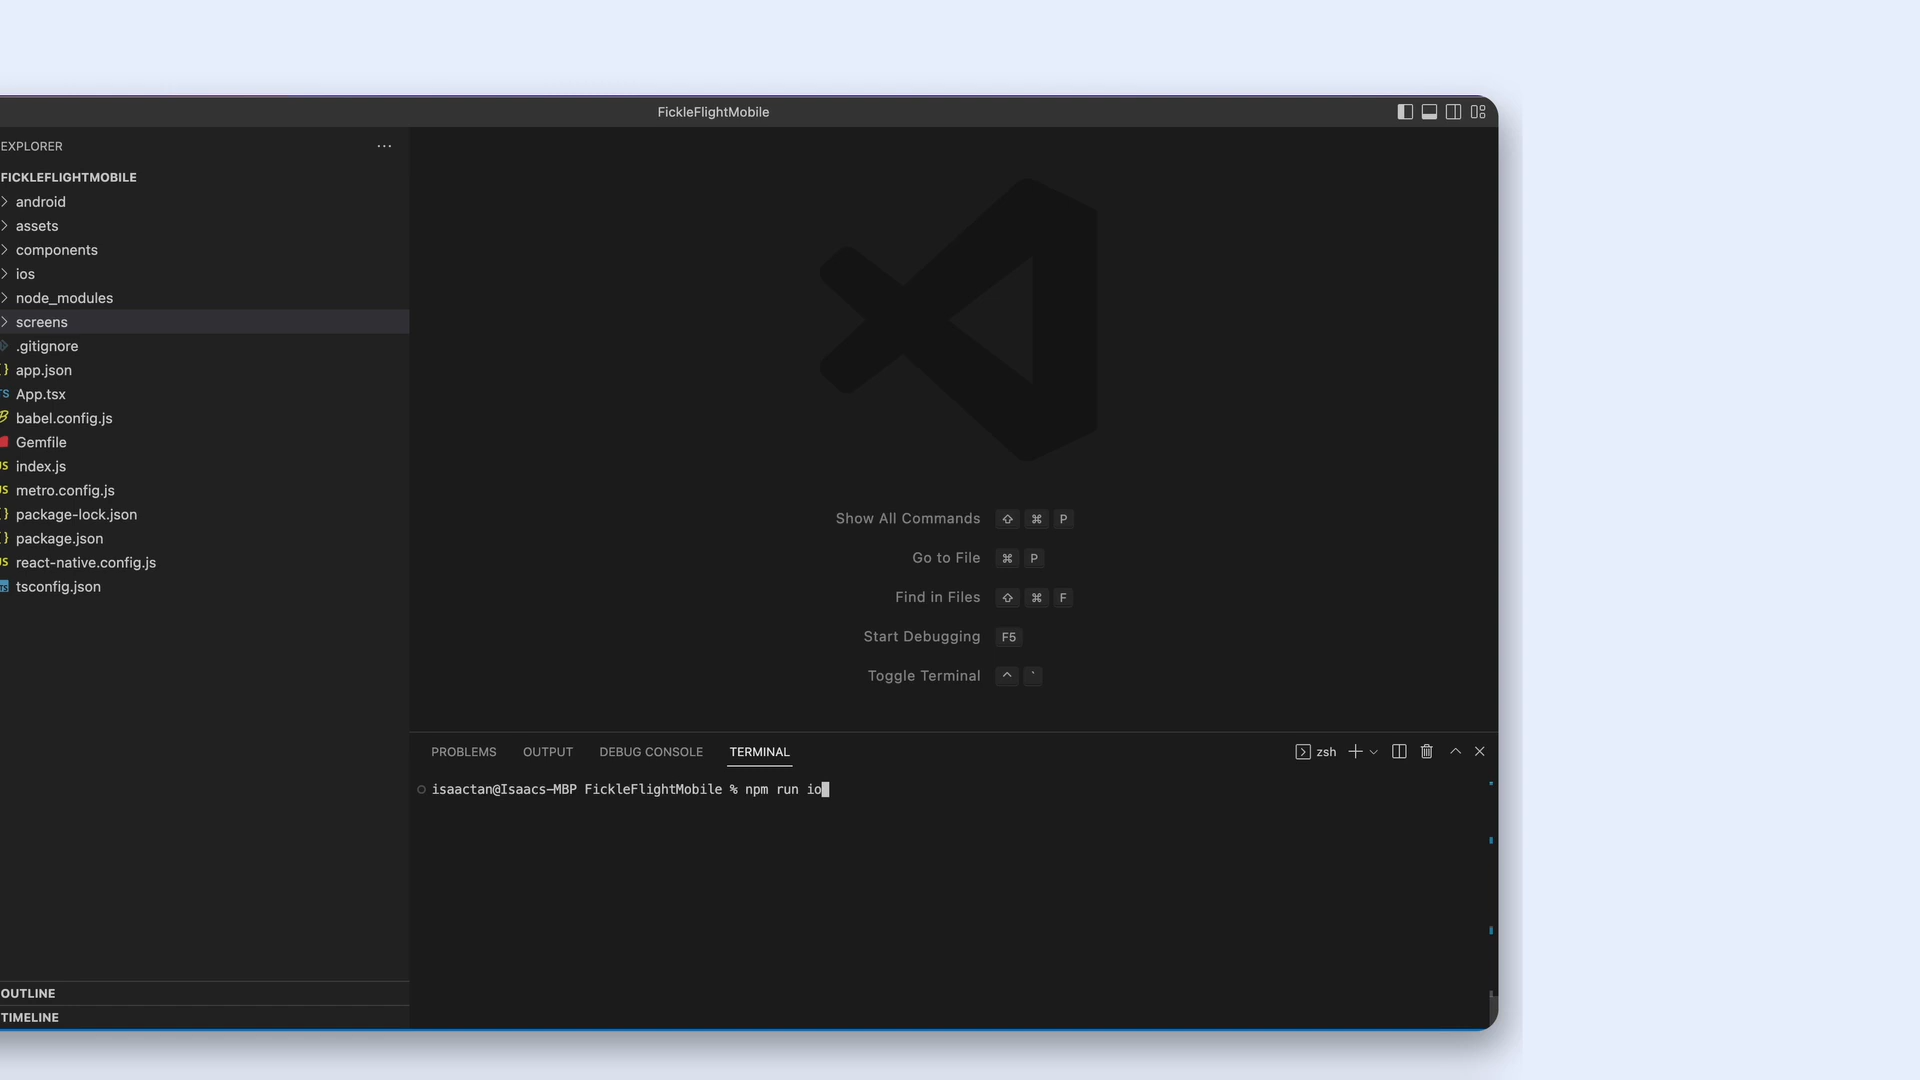 FickleFlightMobile
EXPLORER
FICKLEFLIGHTMOBILE
android
assets
components
ios
node_modules
screens
.gitignore
app.json
App.tsx
babel.config.js
Gemfile
index.js
metro.config.js
package-lock.json
package.json
react-native.config.js
tsconfig.json
OUTLINE
TIMELINE
Show All Commands ⇧ ⌘ P
Go to File ⌘ P
Find in Files ⇧ ⌘ F
Start Debugging F5
Toggle Terminal ^ `
PROBLEMS OUTPUT DEBUG CONSOLE TERMINAL zsh
isaactan@Isaacs-MBP FickleFlightMobile % npm run io